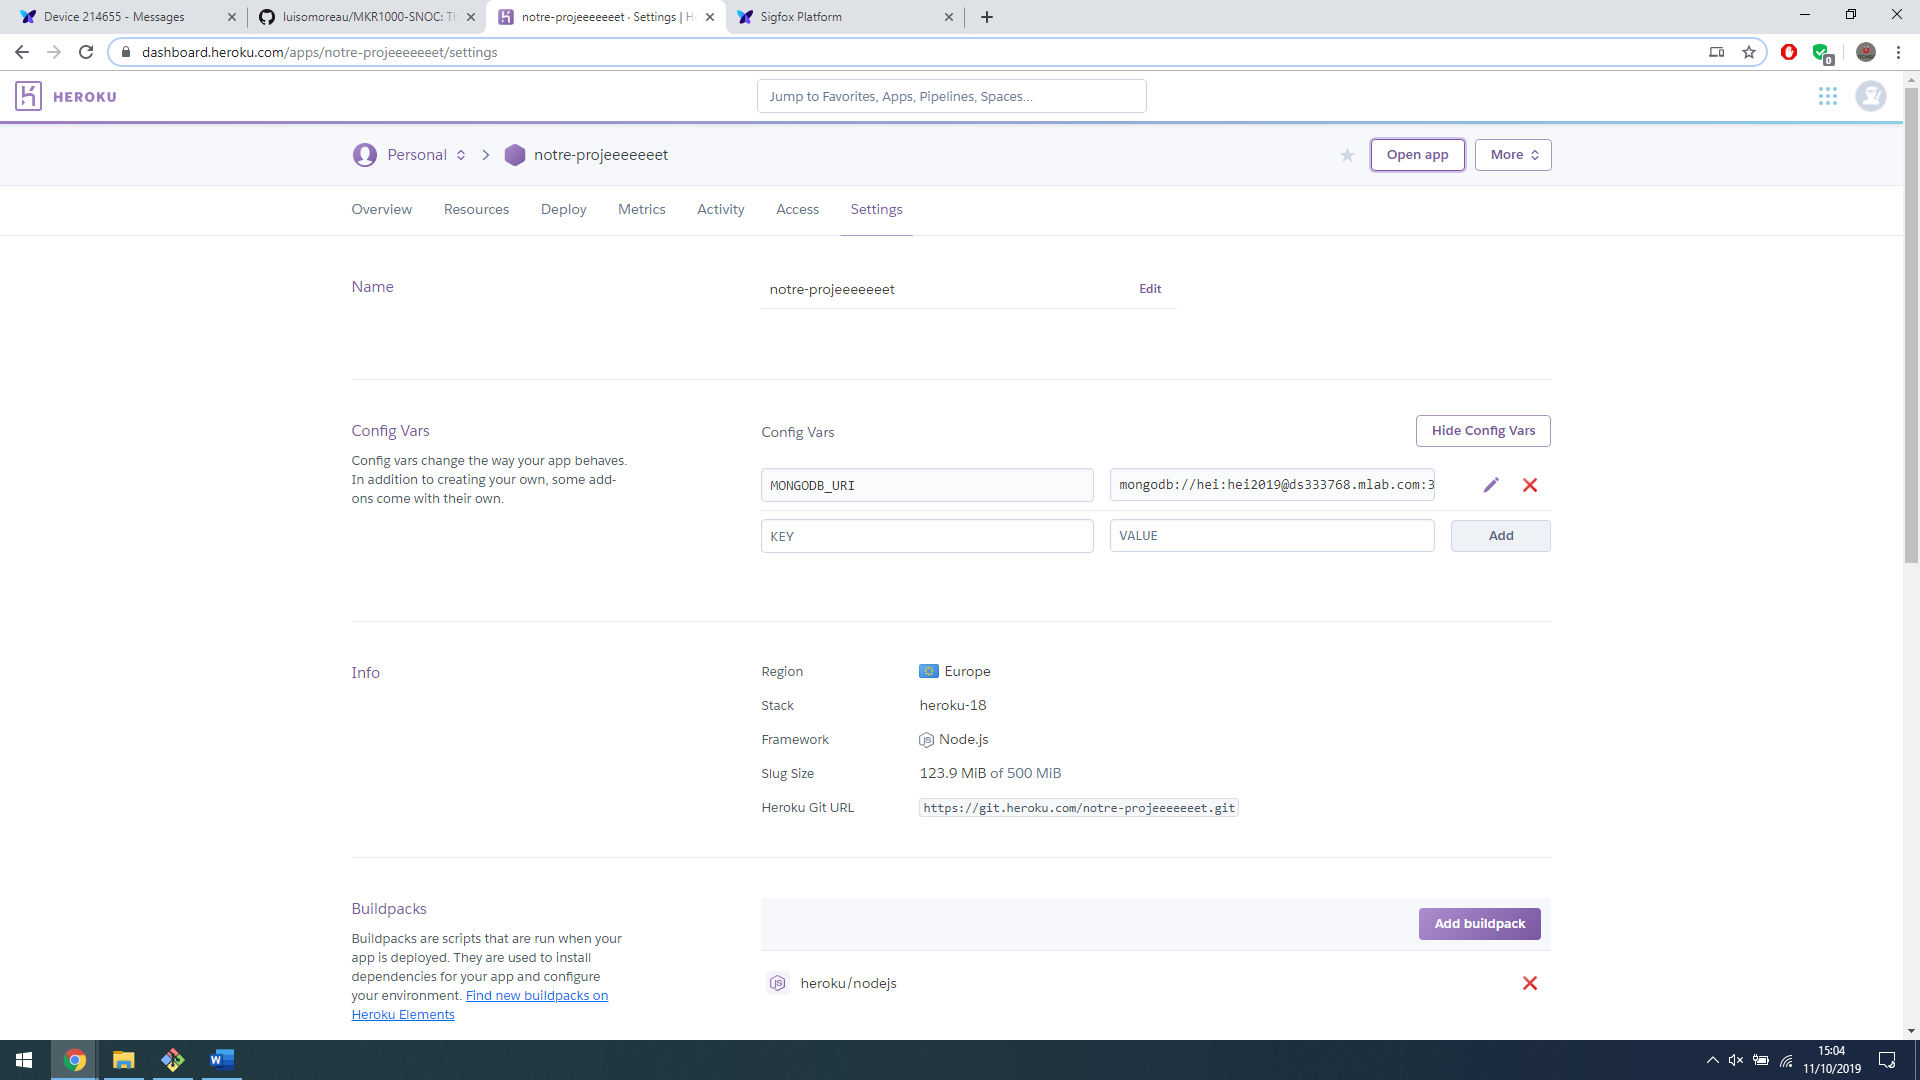 Device 214655 - Messages
luisomoreau/MKR1000-SNOC: Th
notre-projeeeeeeet · Settings | H
Sigfox Platform
dashboard.heroku.com/apps/notre-projeeeeeeet/settings
0
HEROKU
Jump to Favorites, Apps, Pipelines, Spaces...
Personal
notre-projeeeeeeet
Open app
More
Overview
Resources
Deploy
Metrics
Activity
Access
Settings
Name
notre-projeeeeeeet
Edit
Config Vars
Config vars change the way your app behaves.
In addition to creating your own, some add-
ons come with their own.
Config Vars
Hide Config Vars
MONGODB_URI
mongodb://hei:hei2019@ds333768.mlab.com:3
KEY
VALUE
Add
Info
Region
Europe
Stack
heroku-18
Framework
Node.js
Slug Size
123.9 MiB of 500 MiB
Heroku Git URL
https://git.heroku.com/notre-projeeeeeeet.git
Buildpacks
Buildpacks are scripts that are run when your
app is deployed. They are used to install
dependencies for your app and configure
your environment. Find new buildpacks on
Heroku Elements
Add buildpack
heroku/nodejs
15:04
11/10/2019